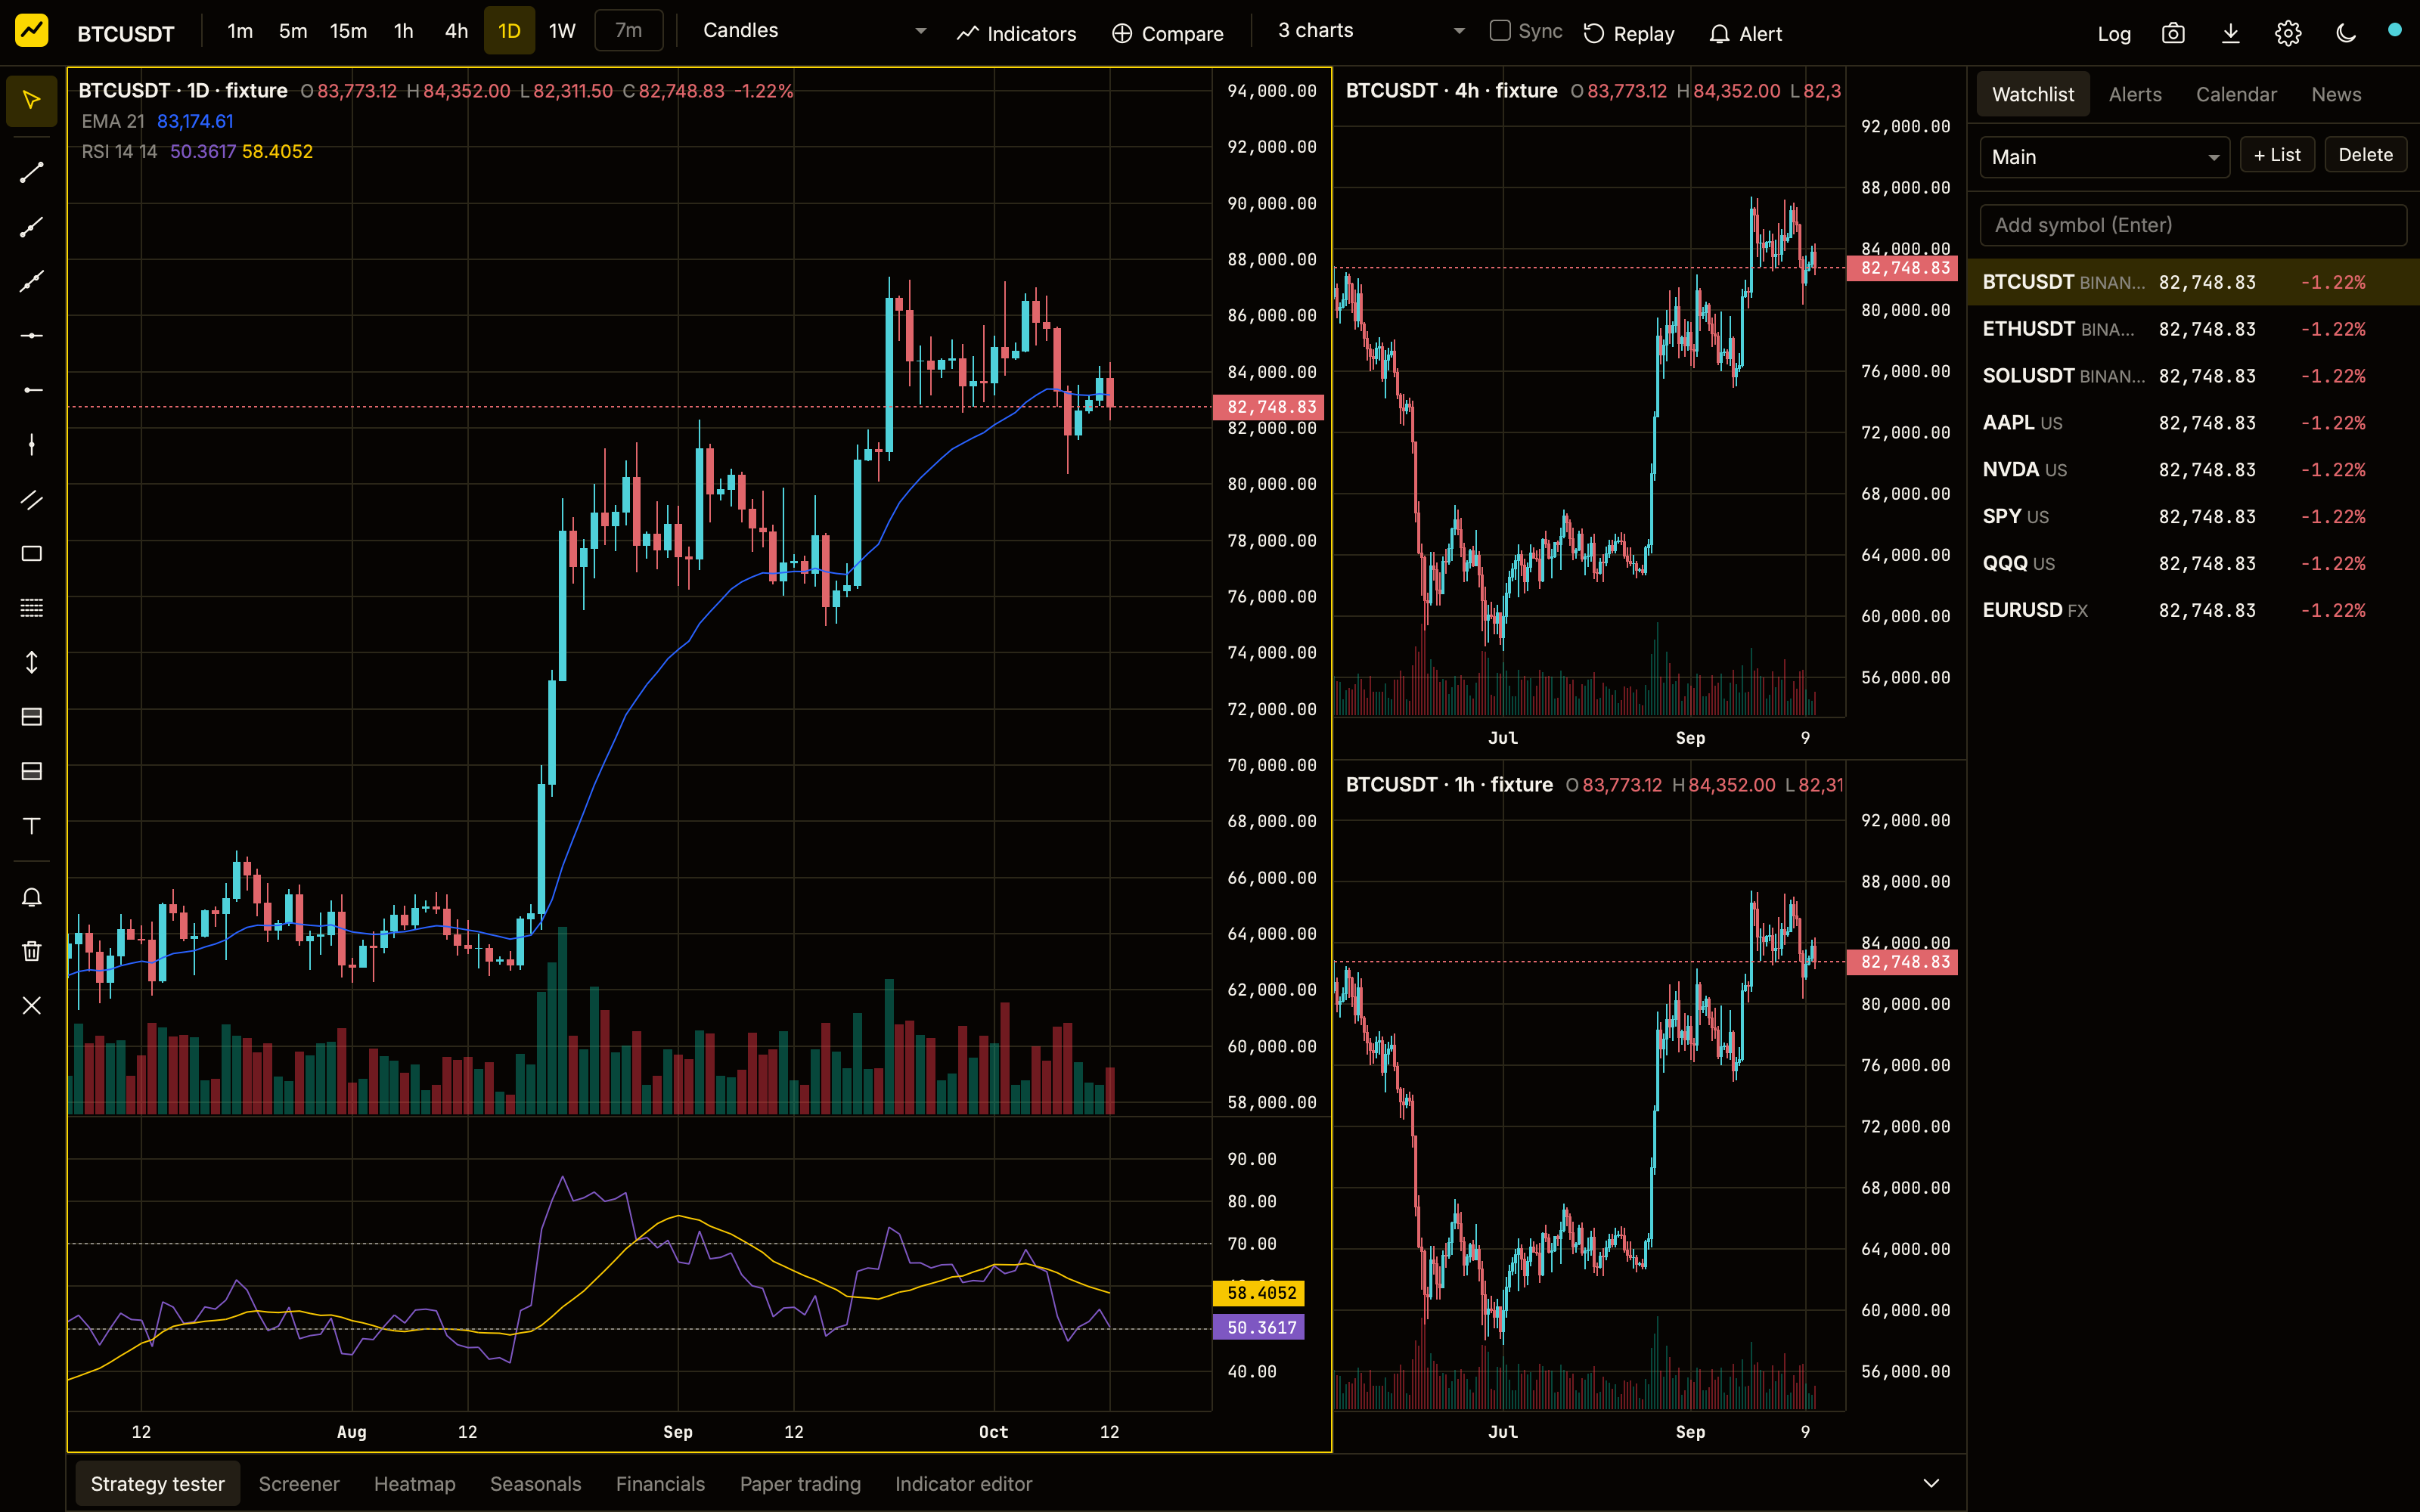 BTCUSDT 1m 5m 15m 1h 4h 1D 1W 7m Candles Indicators Compare 3 charts Sync Replay Alert Log
BTCUSDT · 1D · fixture O 83,773.12 H 84,352.00 L 82,311.50 C 82,748.83 -1.22%
EMA 21 83,174.61
RSI 14 14 50.3617 58.4052
94,000.00
92,000.00
90,000.00
88,000.00
86,000.00
84,000.00
82,748.83
82,000.00
80,000.00
78,000.00
76,000.00
74,000.00
72,000.00
70,000.00
68,000.00
66,000.00
64,000.00
62,000.00
60,000.00
58,000.00
90.00
80.00
70.00
58.4052
50.3617
40.00
12 Aug 12 Sep 12 Oct 12
BTCUSDT · 4h · fixture O 83,773.12 H 84,352.00 L 82,3
92,000.00
88,000.00
84,000.00
82,748.83
80,000.00
76,000.00
72,000.00
68,000.00
64,000.00
60,000.00
56,000.00
Jul Sep 9
BTCUSDT · 1h · fixture O 83,773.12 H 84,352.00 L 82,31
92,000.00
88,000.00
84,000.00
82,748.83
80,000.00
76,000.00
72,000.00
68,000.00
64,000.00
60,000.00
56,000.00
Jul Sep 9
Watchlist Alerts Calendar News
Main + List Delete
Add symbol (Enter)
BTCUSDT BINAN... 82,748.83 -1.22%
ETHUSDT BINA... 82,748.83 -1.22%
SOLUSDT BINAN... 82,748.83 -1.22%
AAPL US 82,748.83 -1.22%
NVDA US 82,748.83 -1.22%
SPY US 82,748.83 -1.22%
QQQ US 82,748.83 -1.22%
EURUSD FX 82,748.83 -1.22%
Strategy tester Screener Heatmap Seasonals Financials Paper trading Indicator editor